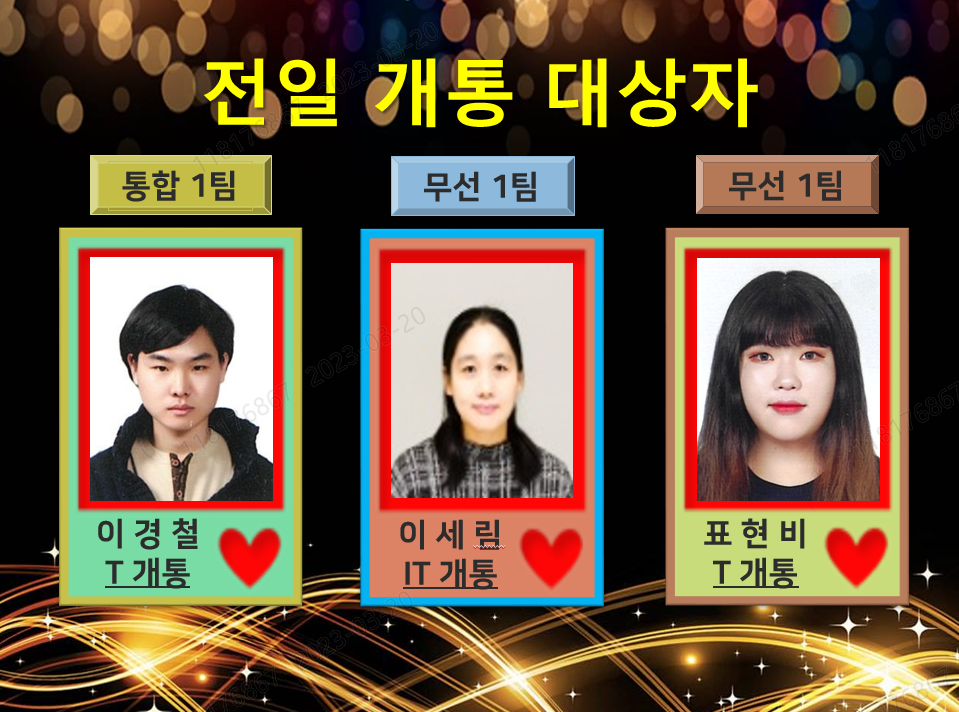 전일 개통 대상자
통합 1팀
무선 1팀
무선 1팀
이 경 철
T 개통
이 세 림
IT 개통
표 현 비
T 개통